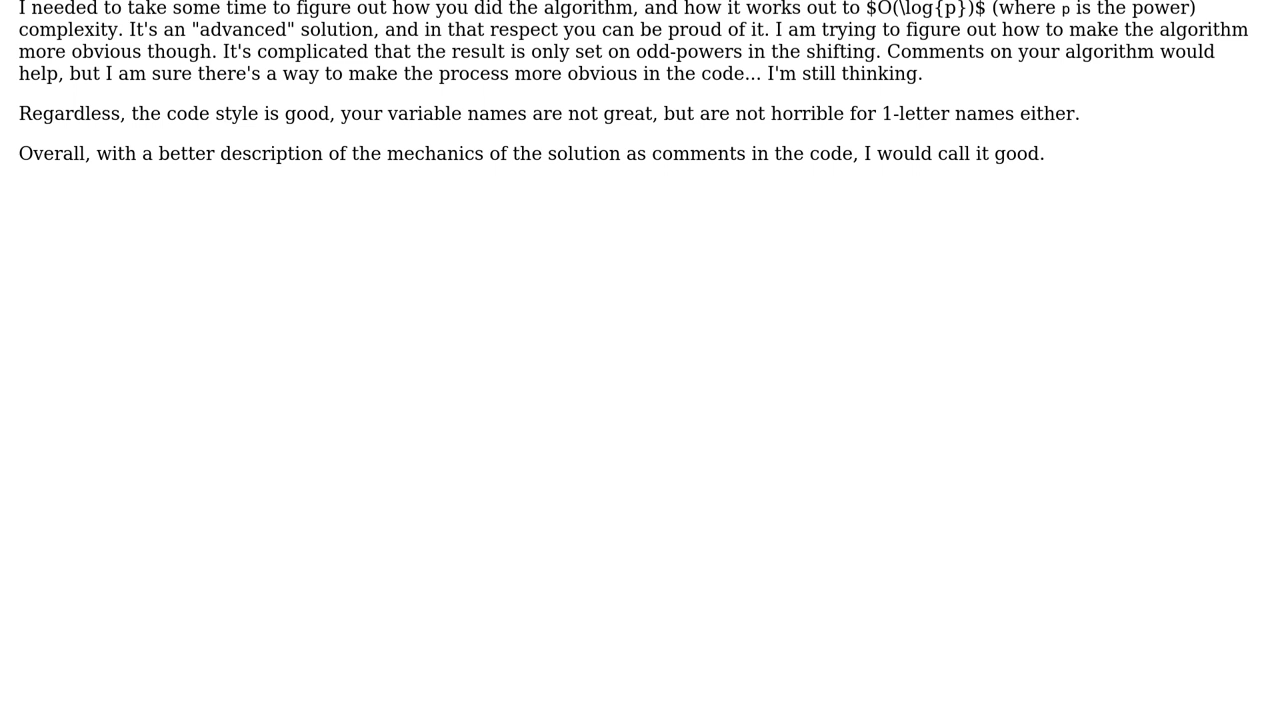 I needed to take some time to figure out how you did the algorithm, and how it works out to $O(\log{p})$ (where p is the power)
complexity. It's an "advanced" solution, and in that respect you can be proud of it. I am trying to figure out how to make the algorithm
more obvious though. It's complicated that the result is only set on odd-powers in the shifting. Comments on your algorithm would
help, but I am sure there's a way to make the process more obvious in the code... I'm still thinking.
Regardless, the code style is good, your variable names are not great, but are not horrible for 1-letter names either.
Overall, with a better description of the mechanics of the solution as comments in the code, I would call it good.